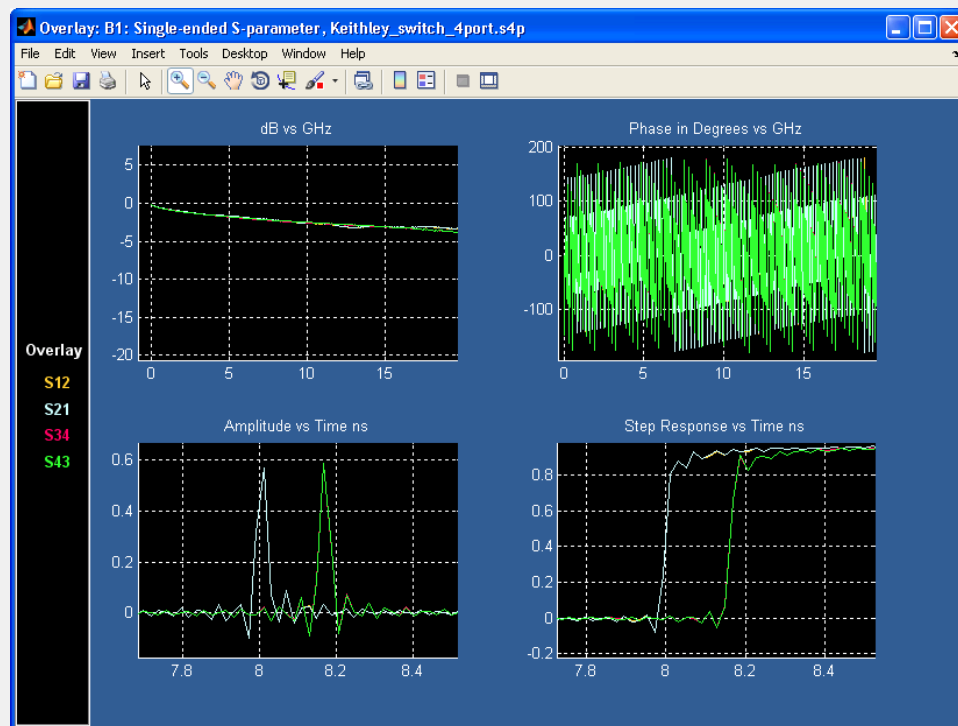 Overlay: B1: Single-ended S-parameter, Keithley_switch_4port.s4p
File Edit View Insert Tools Desktop Window Help
Overlay
S12
S21
S34
S43
dB vs GHz
5
0
-5
-10
-15
-20
0 5 10 15
Phase in Degrees vs GHz
200
100
0
-100
0 5 10 15
Amplitude vs Time ns
0.6
0.4
0.2
0
7.8 8 8.2 8.4
Step Response vs Time ns
0.8
0.6
0.4
0.2
0
-0.2
7.8 8 8.2 8.4